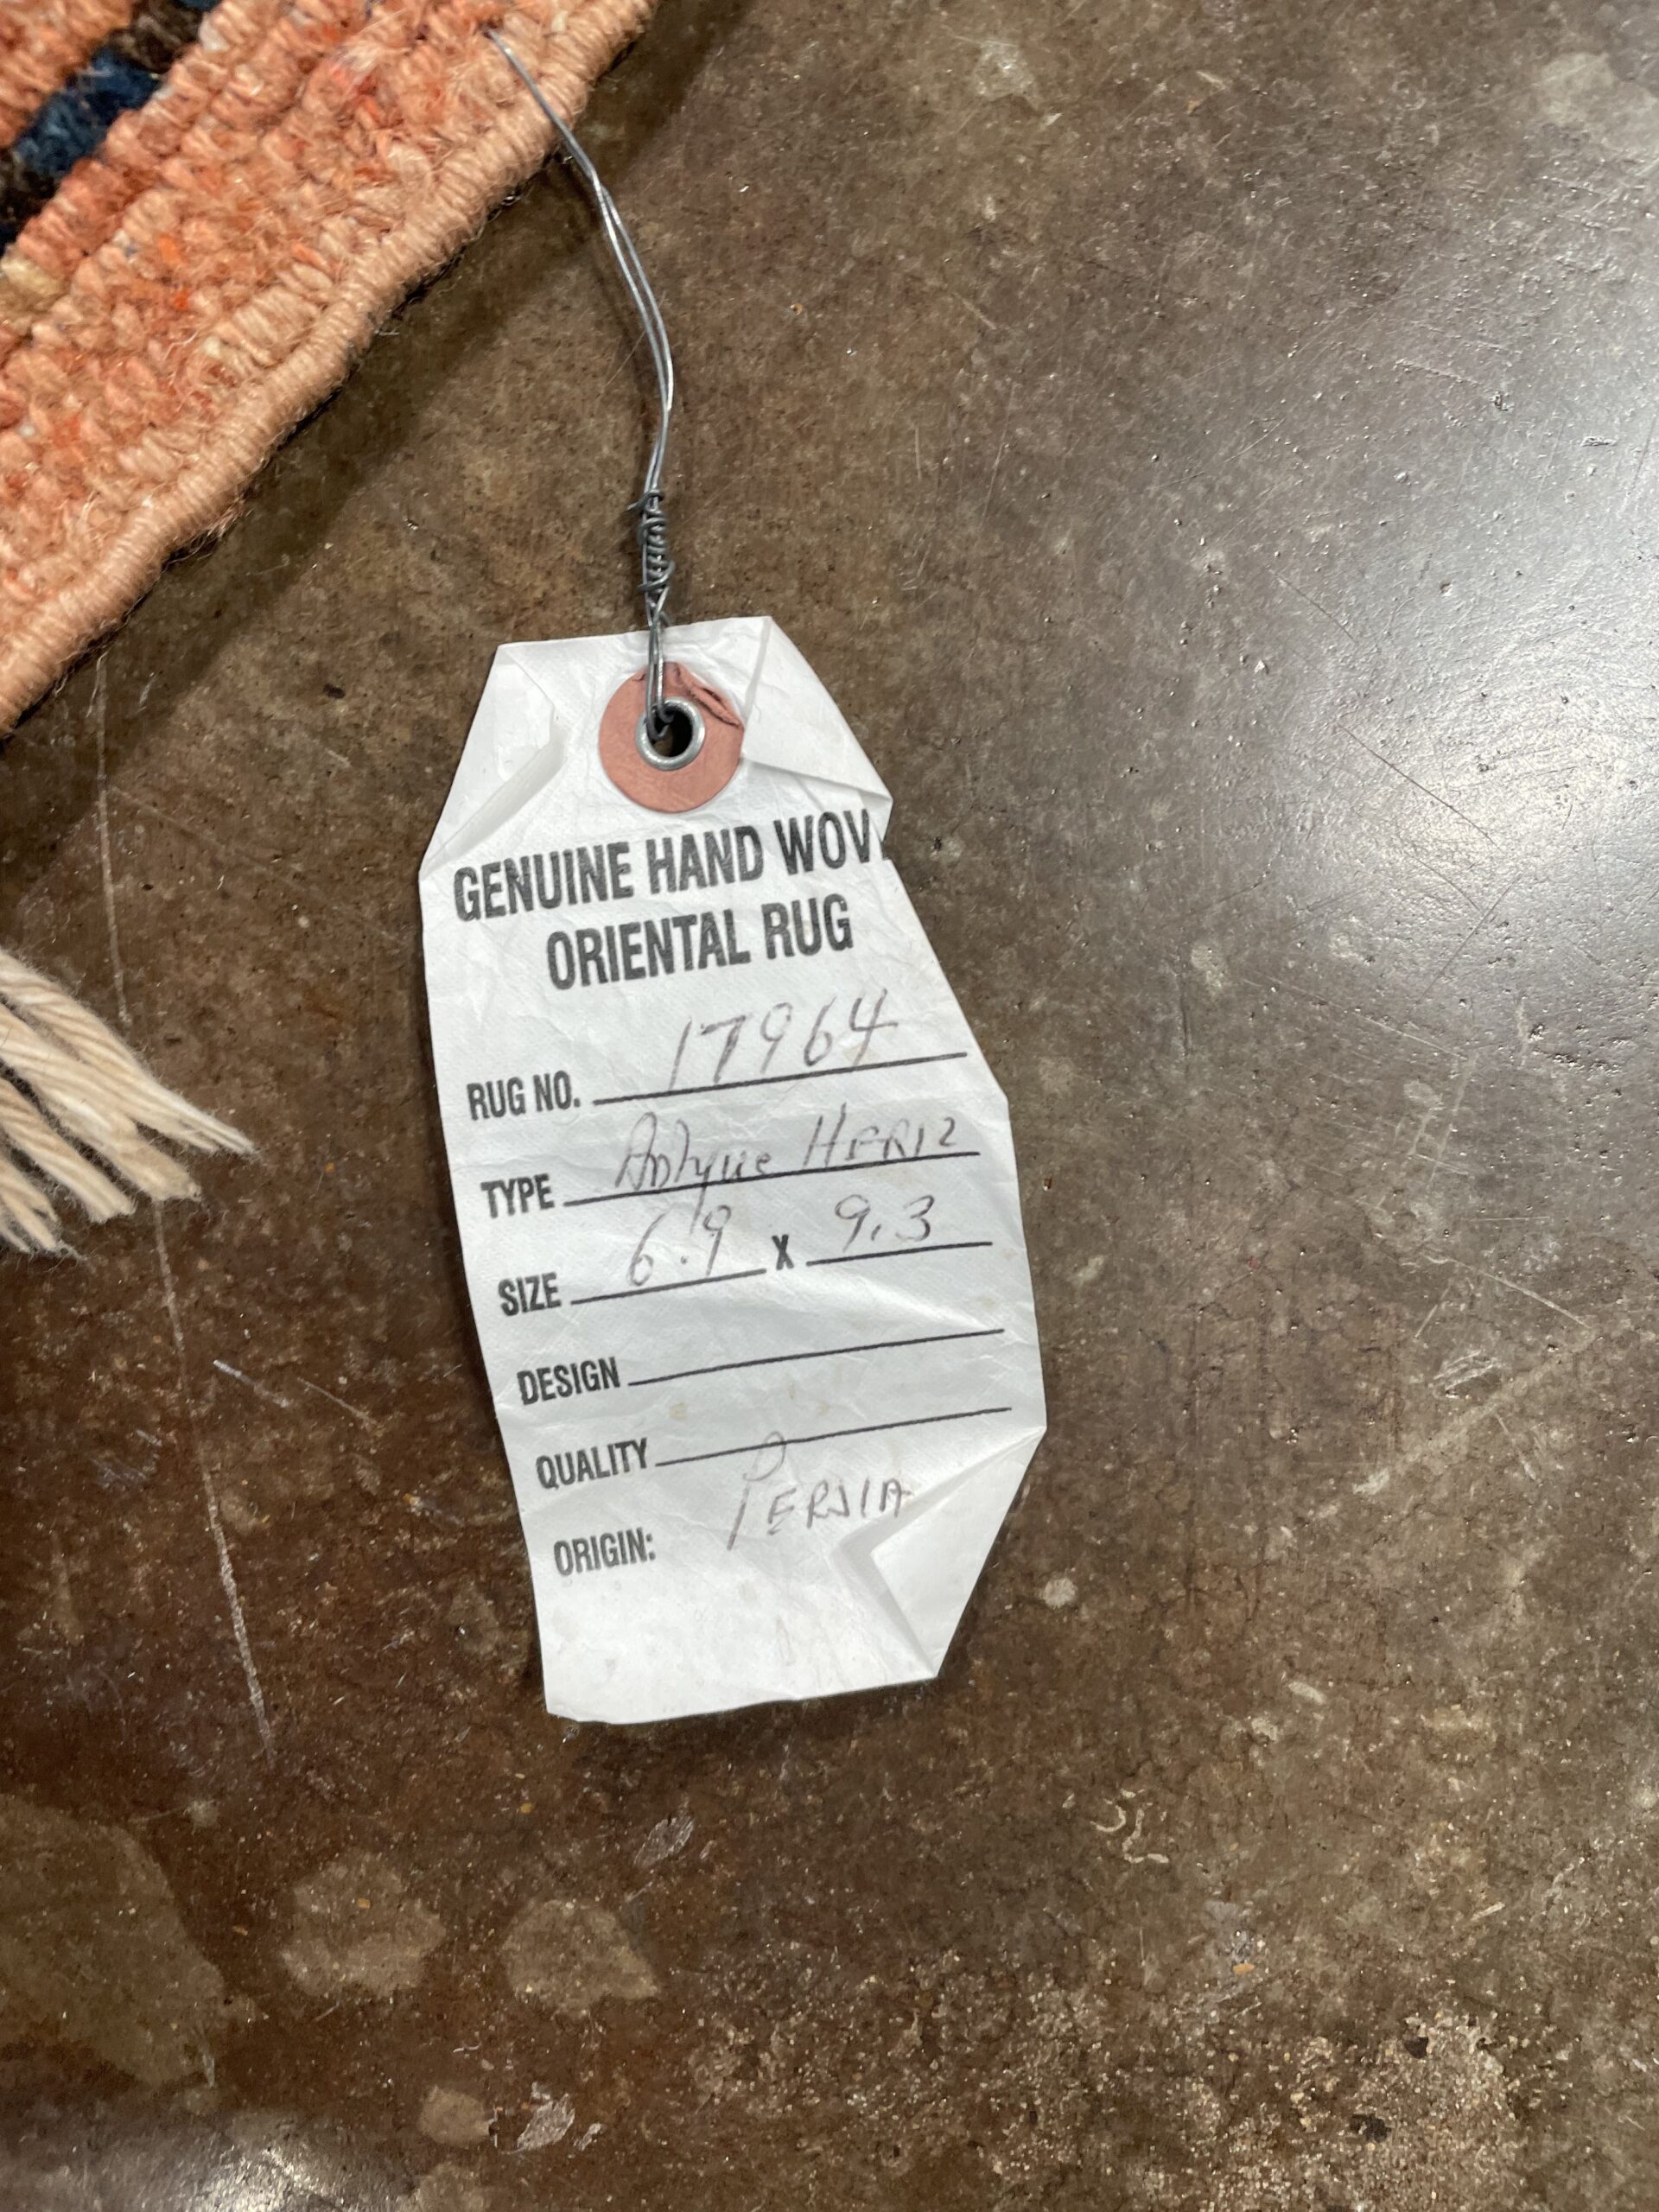 GENUINE HAND WOV
ORIENTAL RUG
RUG NO. 17964
TYPE Antque HERIZ
SIZE 6.9 X 9.3
DESIGN
QUALITY
ORIGIN: PERSIA